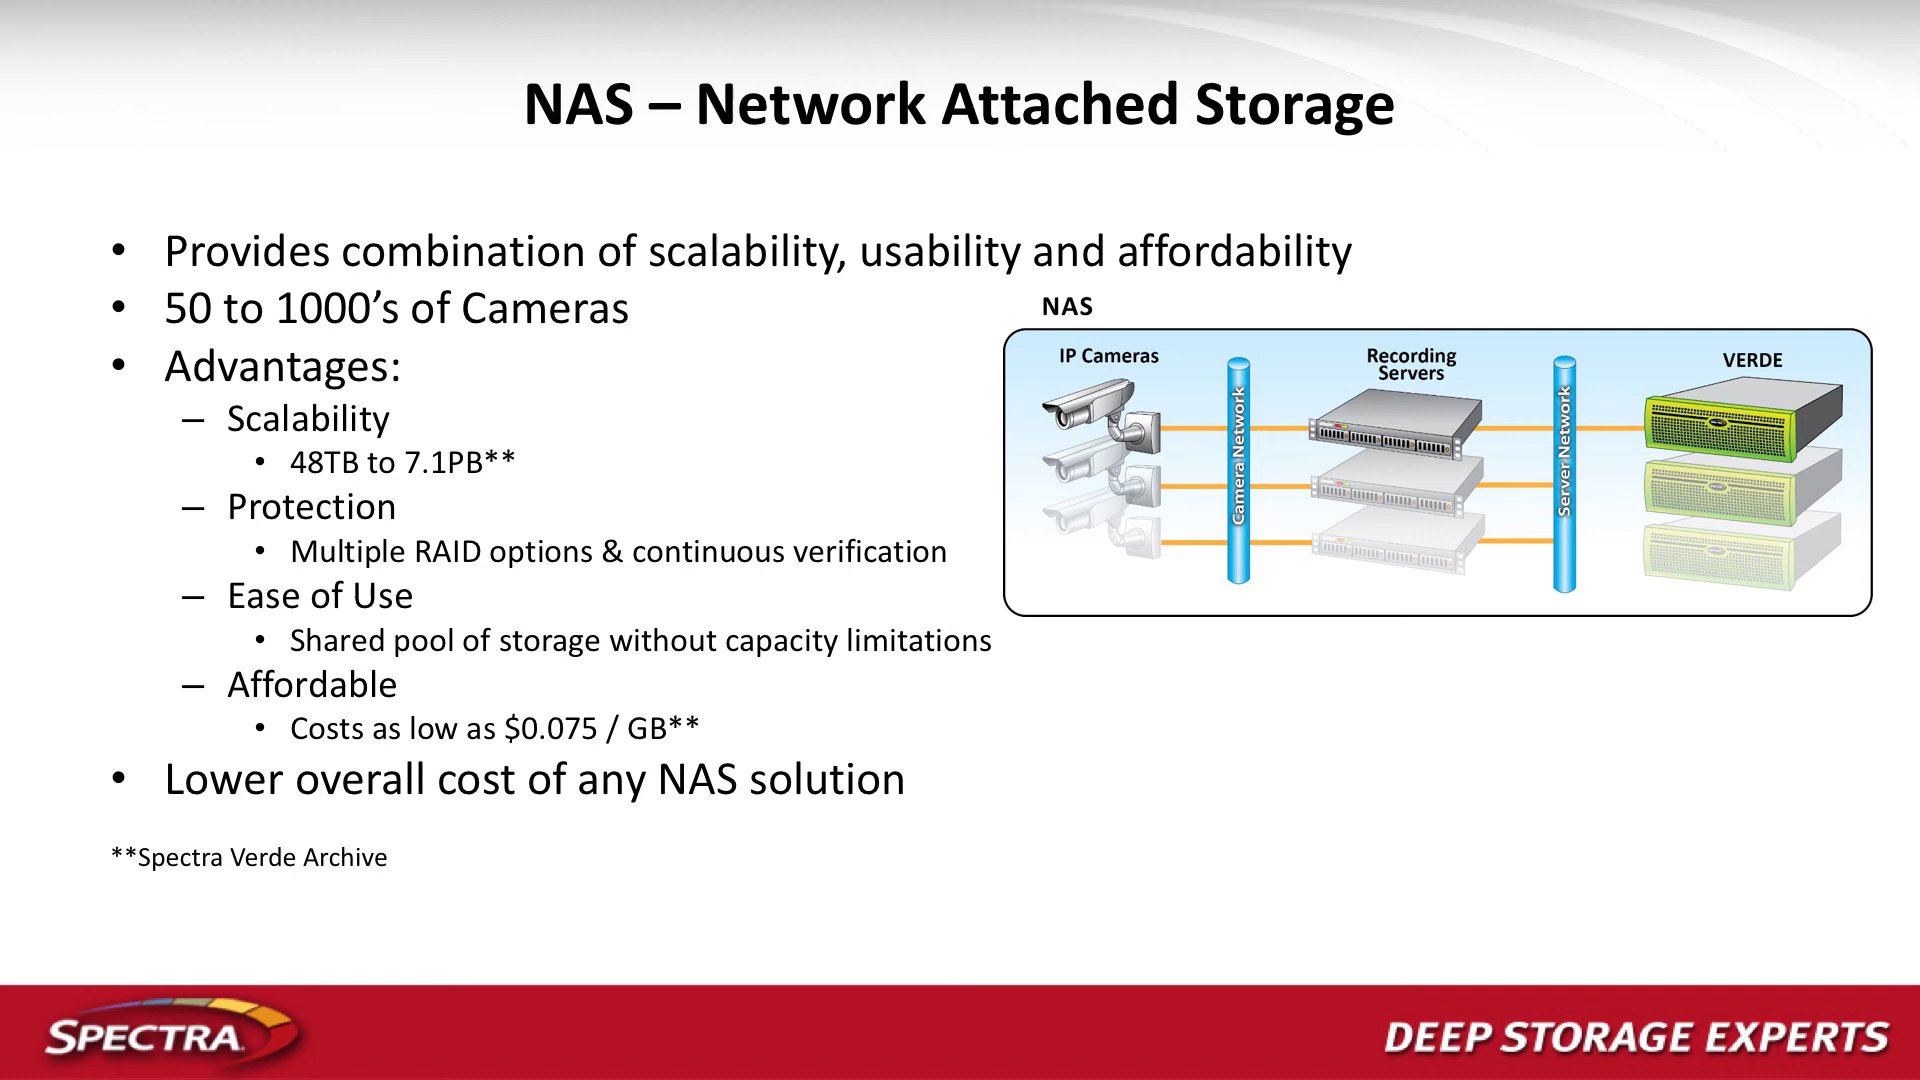 NAS – Network Attached Storage
• Provides combination of scalability, usability and affordability
• 50 to 1000’s of Cameras
• Advantages:
– Scalability
• 48TB to 7.1PB**
– Protection
• Multiple RAID options & continuous verification
– Ease of Use
• Shared pool of storage without capacity limitations
– Affordable
• Costs as low as $0.075 / GB**
• Lower overall cost of any NAS solution
**Spectra Verde Archive
NAS
IP Cameras
Camera Network
Recording
Servers
Server Network
VERDE
SPECTRA
DEEP STORAGE EXPERTS